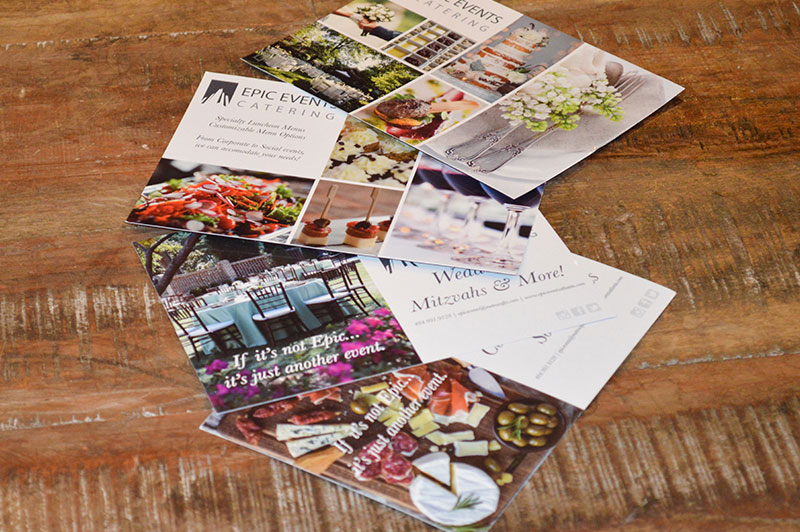 EPIC EVENTS
CATERING
EPIC EVENTS
CATERING
Specialty Luncheon Menus
Customizable Menu Options
From Corporate to Social events,
we can accomodate your needs!
Mitzvahs & More!
If it's not Epic...
it's just another event.
If it's not Epic...
it's just another event.